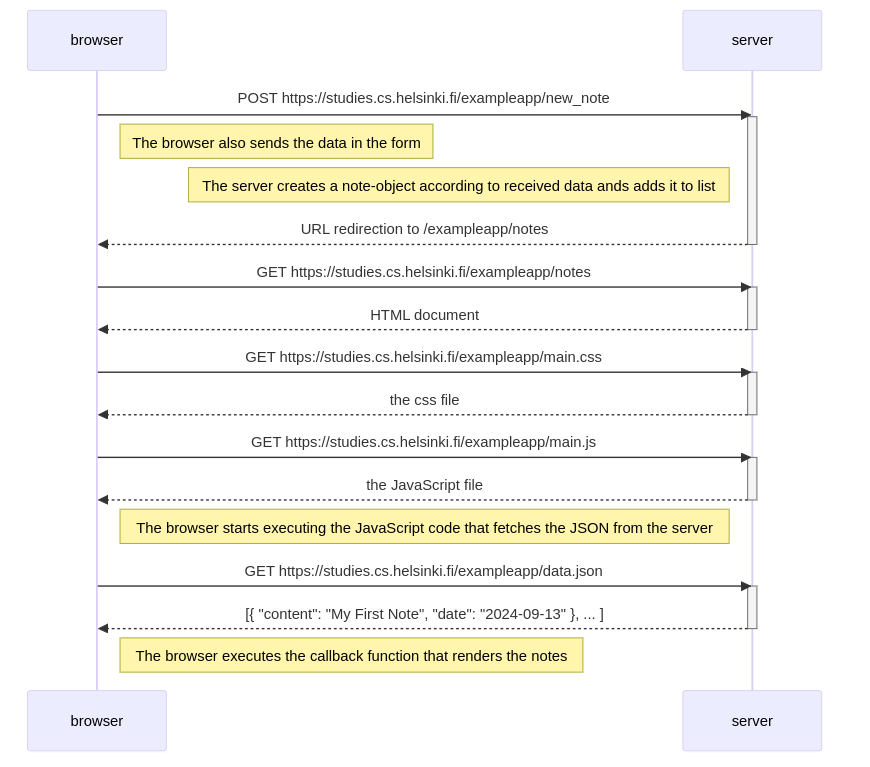 browser
server
POST https://studies.cs.helsinki.fi/exampleapp/new_note
The browser also sends the data in the form
The server creates a note-object according to received data ands adds it to list
URL redirection to /exampleapp/notes
GET https://studies.cs.helsinki.fi/exampleapp/notes
HTML document
GET https://studies.cs.helsinki.fi/exampleapp/main.css
the css file
GET https://studies.cs.helsinki.fi/exampleapp/main.js
the JavaScript file
The browser starts executing the JavaScript code that fetches the JSON from the server
GET https://studies.cs.helsinki.fi/exampleapp/data.json
[{ "content": "My First Note", "date": "2024-09-13" }, ... ]
The browser executes the callback function that renders the notes
browser
server